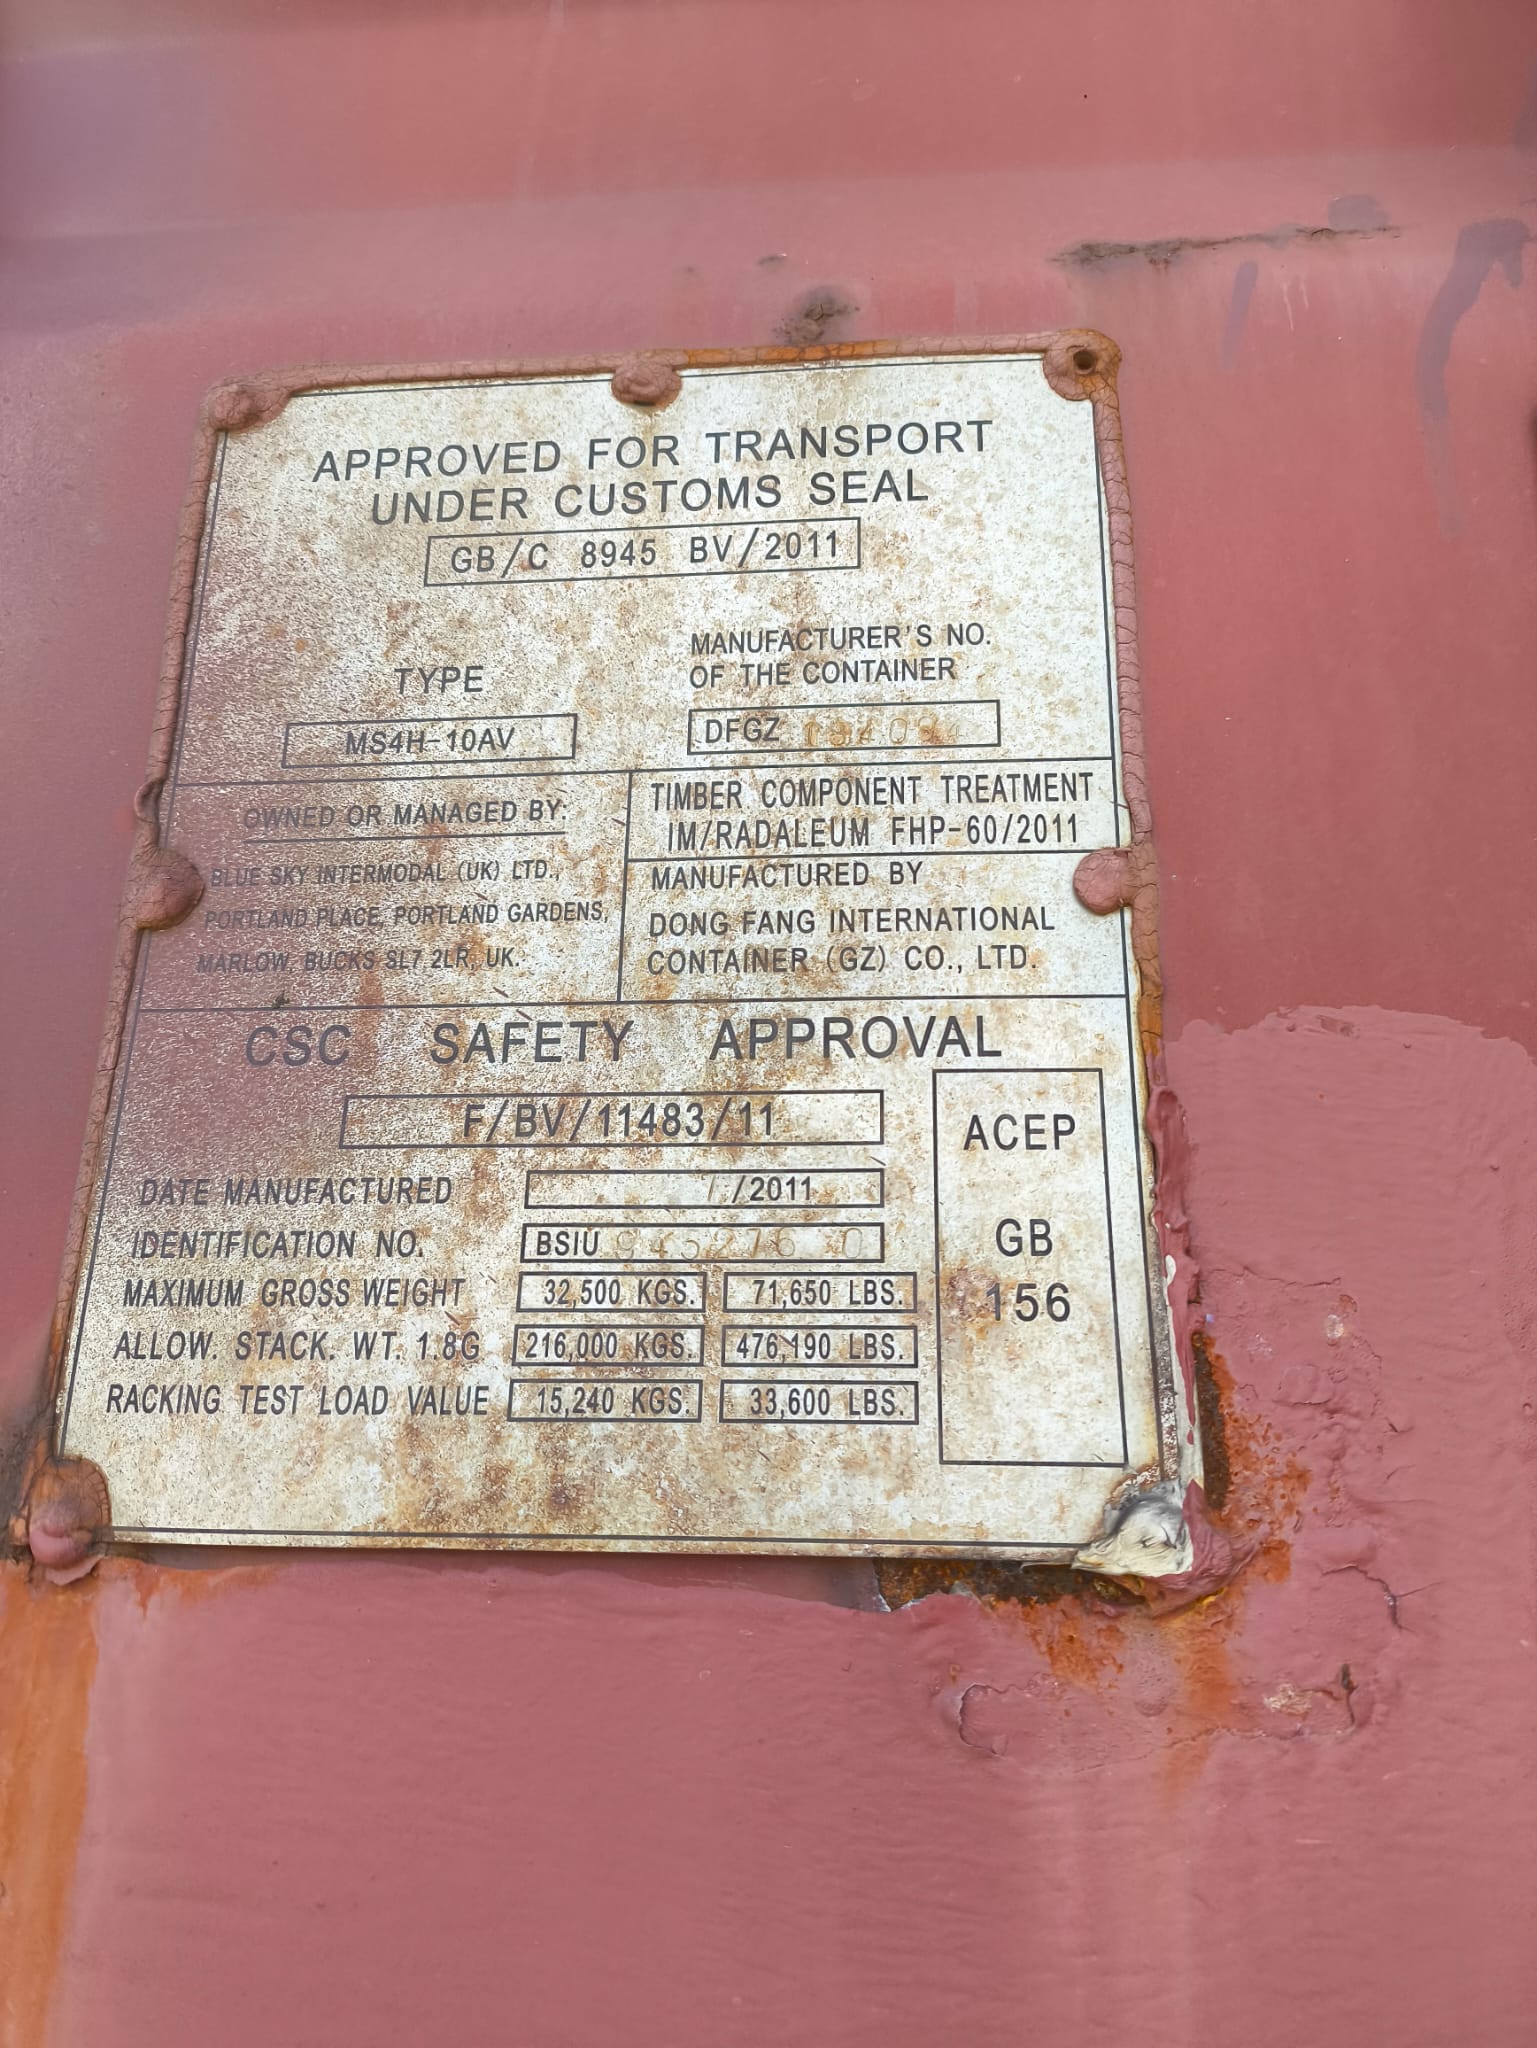 APPROVED FOR TRANSPORT
UNDER CUSTOMS SEAL
GB/C 8945 BV/2011
TYPE
MS4H-10AV
MANUFACTURER'S NO.
OF THE CONTAINER
DFGZ
OWNED OR MANAGED BY:
BLUE SKY INTERMODAL (UK) LTD.,
PORTLAND PLACE, PORTLAND GARDENS,
MARLOW, BUCKS SL7 2LR, UK.
TIMBER COMPONENT TREATMENT
IM/RADALEUM FHP-60/2011
MANUFACTURED BY
DONG FANG INTERNATIONAL
CONTAINER (GZ) CO., LTD.
CSC SAFETY APPROVAL
F/BV/11483/11
DATE MANUFACTURED /2011
IDENTIFICATION NO. BSIU
MAXIMUM GROSS WEIGHT 32,500 KGS. 71,650 LBS.
ALLOW. STACK. WT. 1.8G 216,000 KGS. 476,190 LBS.
RACKING TEST LOAD VALUE 15,240 KGS. 33,600 LBS.
ACEP
GB
156